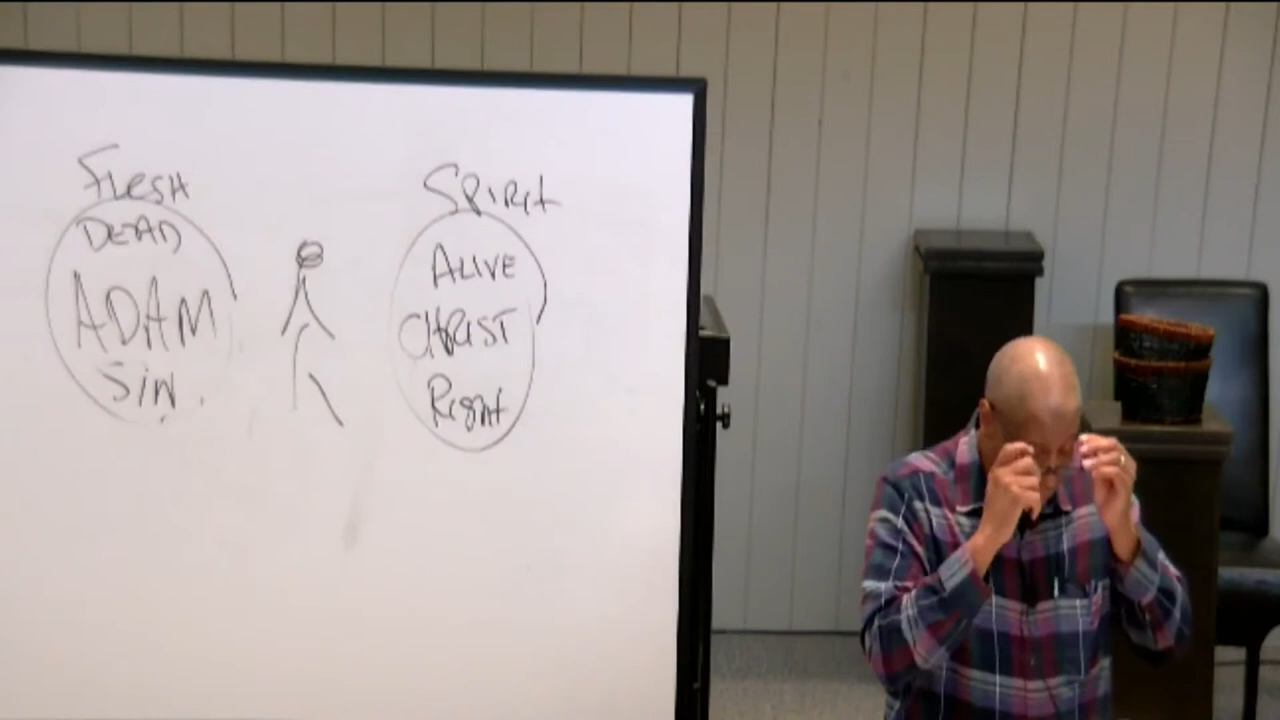 FLESH
DEAD
ADAM
SIN.
SPIRIT
ALIVE
CHRIST
Right